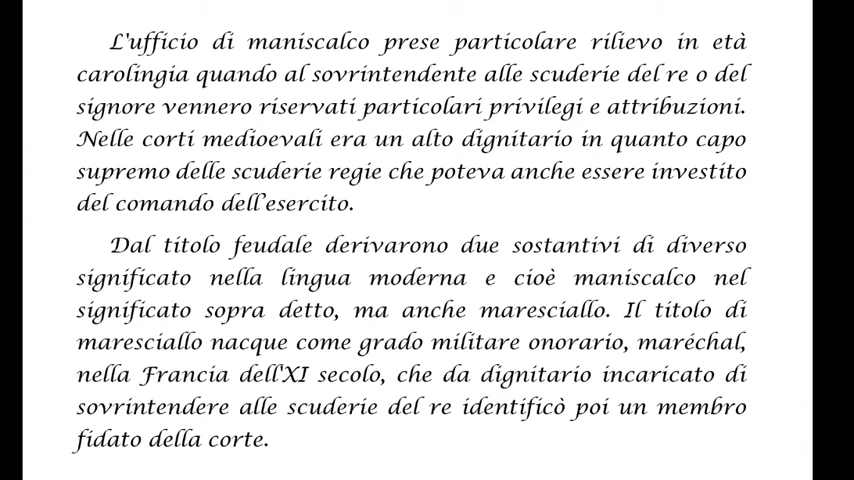 L'ufficio di maniscalco prese particolare rilievo in età
carolingia quando al sovrintendente alle scuderie del re o del
signore vennero riservati particolari privilegi e attribuzioni.
Nelle corti medioevali era un alto dignitario in quanto capo
supremo delle scuderie regie che poteva anche essere investito
del comando dell'esercito.
Dal titolo feudale derivarono due sostantivi di diverso
significato nella lingua moderna e cioè maniscalco nel
significato sopra detto, ma anche maresciallo. Il titolo di
maresciallo nacque come grado militare onorario, maréchal,
nella Francia dell'XI secolo, che da dignitario incaricato di
sovrintendere alle scuderie del re identificò poi un membro
fidato della corte.